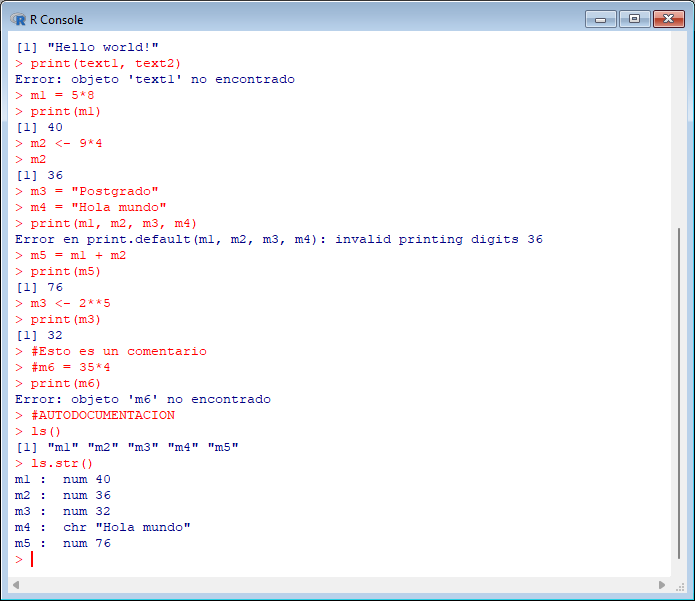 R Console
[1] "Hello world!"
> print(text1, text2)
Error: objeto 'text1' no encontrado
> m1 = 5*8
> print(m1)
[1] 40
> m2 <- 9*4
> m2
[1] 36
> m3 = "Postgrado"
> m4 = "Hola mundo"
> print(m1, m2, m3, m4)
Error en print.default(m1, m2, m3, m4): invalid printing digits 36
> m5 = m1 + m2
> print(m5)
[1] 76
> m3 <- 2**5
> print(m3)
[1] 32
> #Esto es un comentario
> #m6 = 35*4
> print(m6)
Error: objeto 'm6' no encontrado
> #AUTODOCUMENTACION
> ls()
[1] "m1" "m2" "m3" "m4" "m5"
> ls.str()
m1 :  num 40
m2 :  num 36
m3 :  num 32
m4 :  chr "Hola mundo"
m5 :  num 76
>